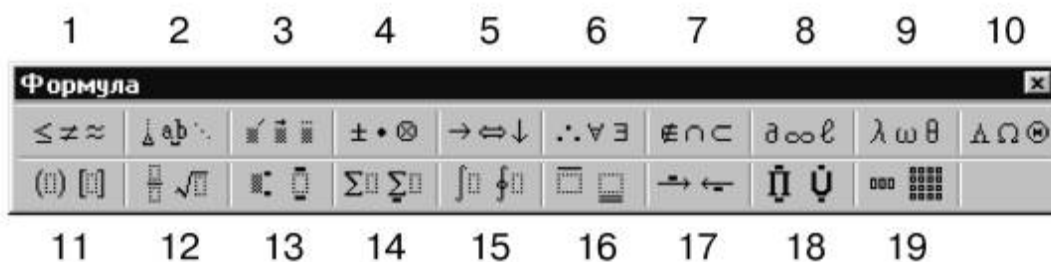 1 2 3 4 5 6 7 8 9 10
Формула
≤ ≠ ≈ ab ⋱ ± • ⊗ → ⇔ ↓ ∴ ∀ ∃ ∉ ∩ ⊂ ∂ ∞ ℓ λ ω θ Λ Ω Θ
(▯) [▯] √▯ Σ▯ Σ▯ ∫▯ ∮▯ → ← Π Ụ
11 12 13 14 15 16 17 18 19